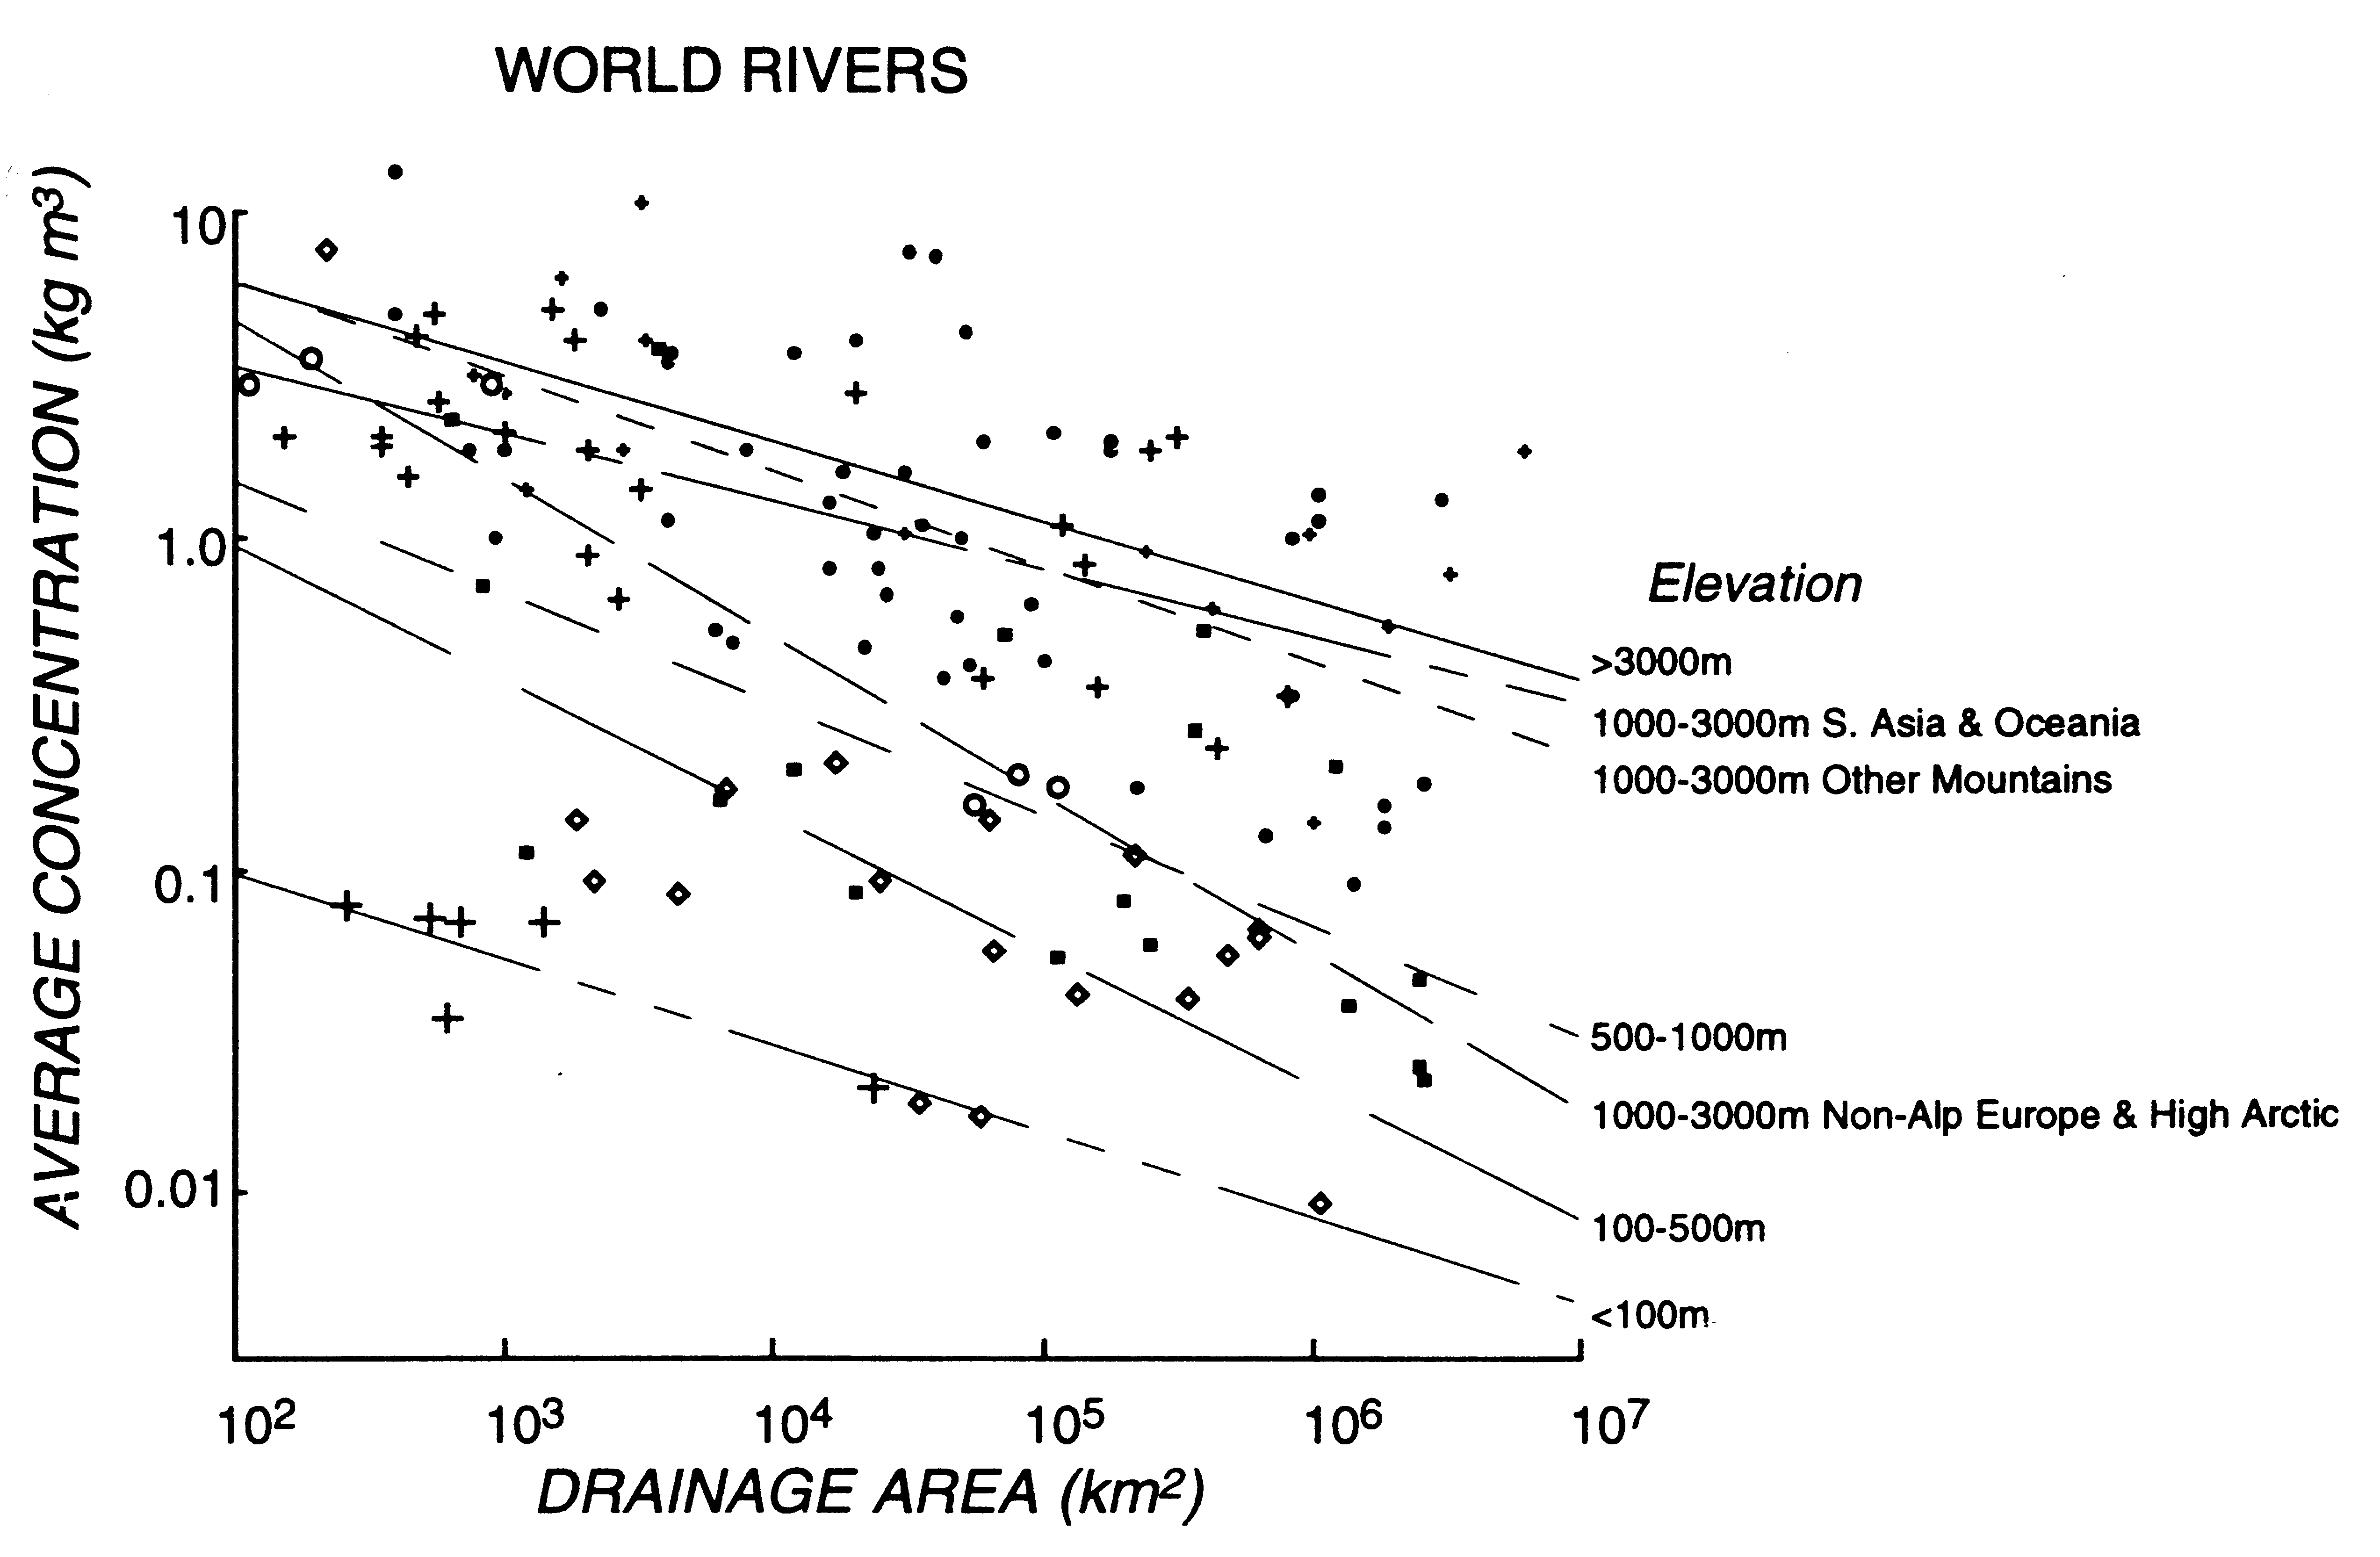 WORLD RIVERS
AVERAGE CONCENTRATION (kg m³)
10
1.0
0.1
0.01
Elevation
>3000m
1000-3000m S. Asia & Oceania
1000-3000m Other Mountains
500-1000m
1000-3000m Non-Alp Europe & High Arctic
100-500m
<100m
10² 10³ 10⁴ 10⁵ 10⁶ 10⁷
DRAINAGE AREA (km²)